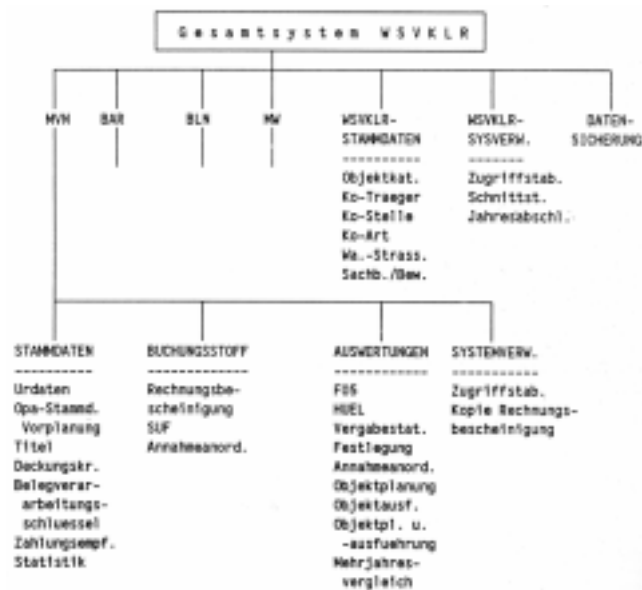 Gesamtsystem WSVKLR
MVN BAR BLN MW WSVKLR- WSVKLR- DATEN-
STAMMDATEN SYSVERW. SICHERUNG
---------- -------
Objektkat. Zugriffstab.
Ko-Traeger Schnittst.
Ko-Stelle Jahresabschl.
Ko-Art
Wa.-Strass.
Sachb./Bew.
STAMMDATEN BUCHUNGSSTOFF AUSWERTUNGEN SYSTEMVERW.
---------- ------------- ------------ -----------
Urdaten Rechnungsbe- FUS Zugriffstab.
Opa-Stammd. scheinigung HUEL Kopie Rechnungs-
Vorplanung SUF Vergabestat. bescheinigung
Titel Annahmeanord. Festlegung
Deckungskr. Annahmeanord.
Belegverar- Objektplanung
arbeitungs- Objektausf.
schluessel Objektpl. u.
Zahlungsempf. -ausfuehrung
Statistik Mehrjahres-
vergleich